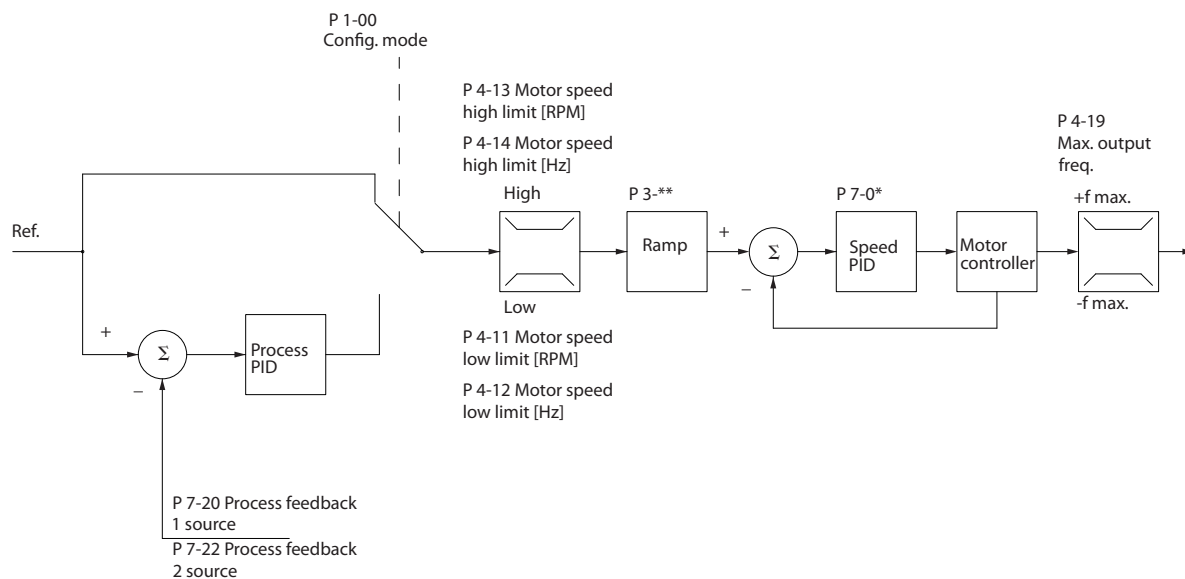 P 1-00
Config. mode
P 4-13 Motor speed
high limit [RPM]
P 4-14 Motor speed
high limit [Hz]
P 4-19
Max. output
freq.
High
P 3-**
P 7-0*
+f max.
Ref.
Ramp
+
Σ
−
Speed
PID
Motor
controller
Low
-f max.
+
Σ
−
Process
PID
P 4-11 Motor speed
low limit [RPM]
P 4-12 Motor speed
low limit [Hz]
P 7-20 Process feedback
1 source
P 7-22 Process feedback
2 source